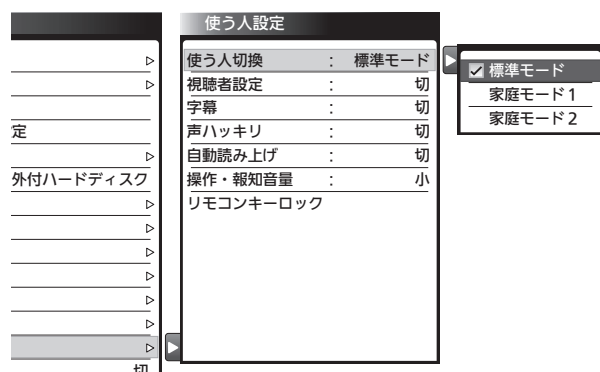 定
外付ハードディスク
使う人設定
使う人切換 : 標準モード
視聴者設定 : 切
字幕 : 切
声ハッキリ : 切
自動読み上げ : 切
操作・報知音量 : 小
リモコンキーロック
標準モード
家庭モード1
家庭モード2